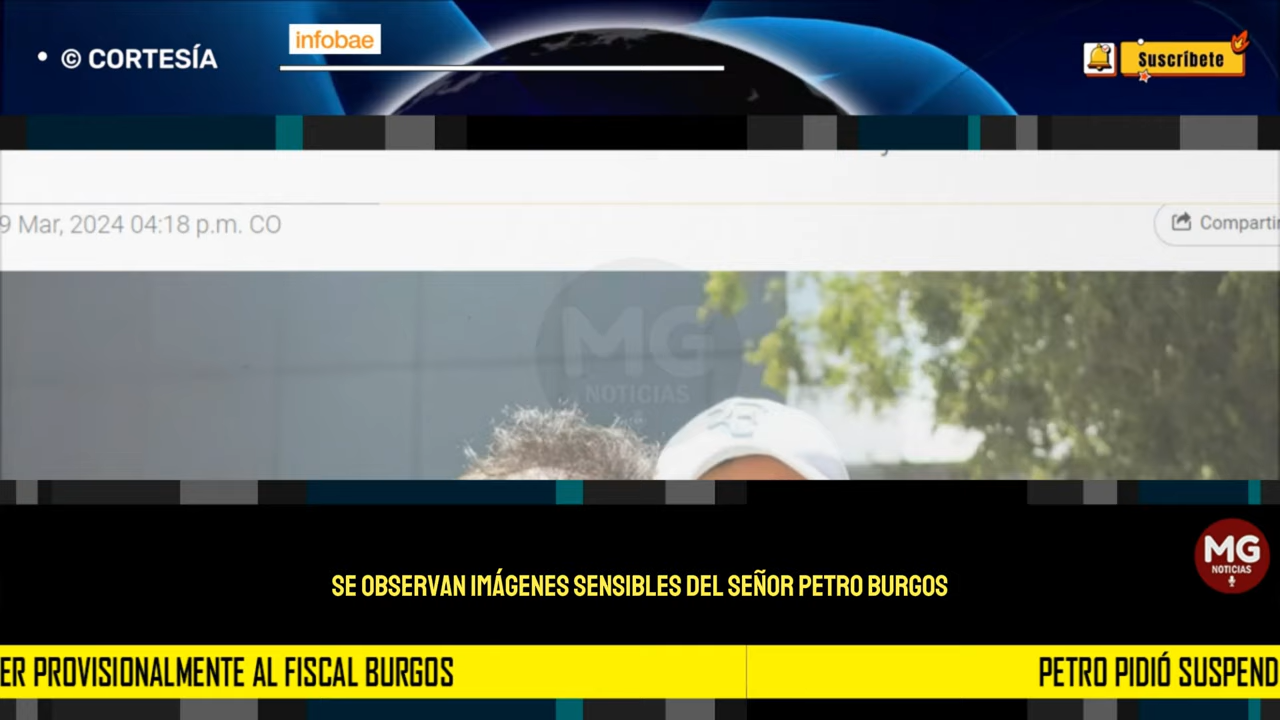 • © CORTESÍA
infobae
Suscríbete
9 Mar, 2024 04:18 p.m. CO
Compartir
MG
NOTICIAS
SE OBSERVAN IMÁGENES SENSIBLES DEL SEÑOR PETRO BURGOS
MG
NOTICIAS
ER PROVISIONALMENTE AL FISCAL BURGOS
PETRO PIDIÓ SUSPEND